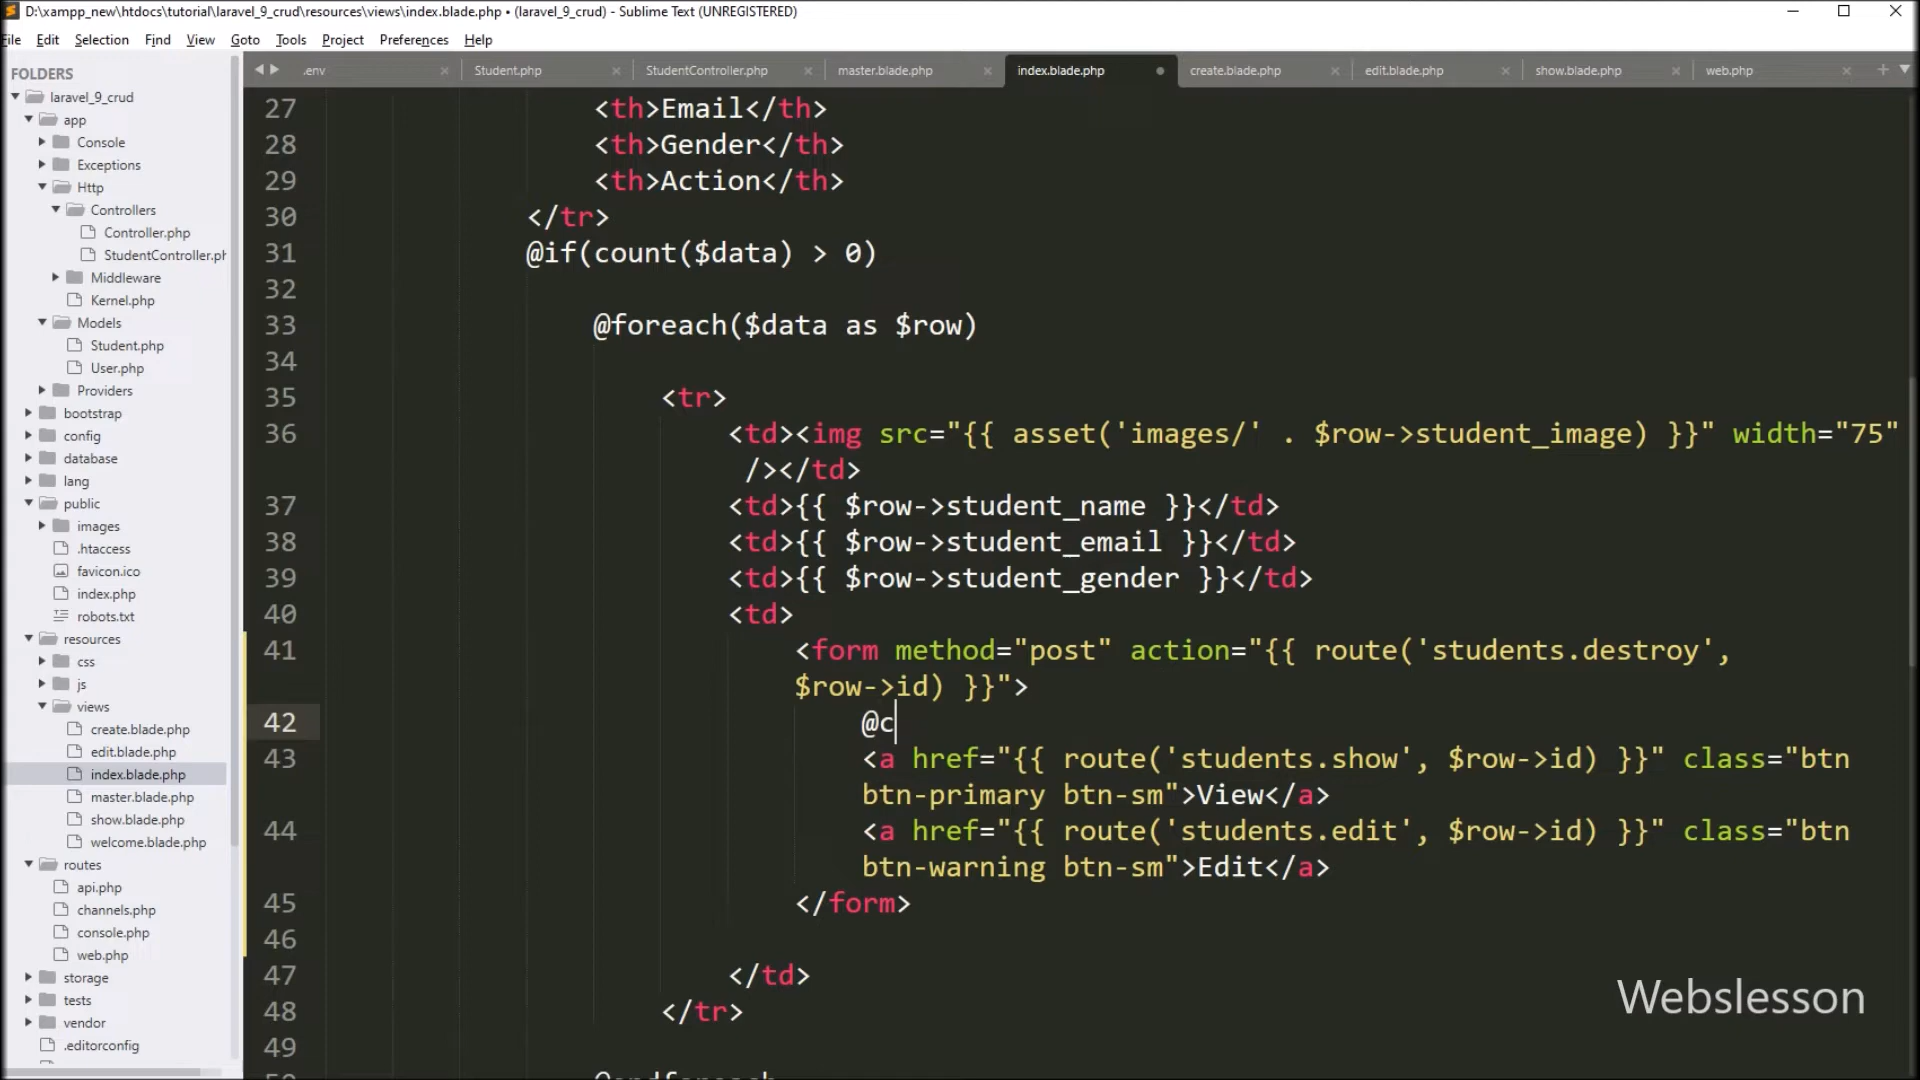 D:\xampp_new\htdocs\tutorial\laravel_9_crud\resources\views\index.blade.php • (laravel_9_crud) - Sublime Text (UNREGISTERED)
File Edit Selection Find View Goto Tools Project Preferences Help
.env Student.php StudentController.php master.blade.php index.blade.php create.blade.php edit.blade.php show.blade.php web.php
FOLDERS
laravel_9_crud
app
Console
Exceptions
Http
Controllers
Controller.php
StudentController.ph
Middleware
Kernel.php
Models
Student.php
User.php
Providers
bootstrap
config
database
lang
public
images
.htaccess
favicon.ico
index.php
robots.txt
resources
css
js
views
create.blade.php
edit.blade.php
index.blade.php
master.blade.php
show.blade.php
welcome.blade.php
routes
api.php
channels.php
console.php
web.php
storage
tests
vendor
.editorconfig
27 <th>Email</th>
28 <th>Gender</th>
29 <th>Action</th>
30 </tr>
31 @if(count($data) > 0)
32
33 @foreach($data as $row)
34
35 <tr>
36 <td><img src="{{ asset('images/' . $row->student_image) }}" width="75"
/></td>
37 <td>{{ $row->student_name }}</td>
38 <td>{{ $row->student_email }}</td>
39 <td>{{ $row->student_gender }}</td>
40 <td>
41 <form method="post" action="{{ route('students.destroy',
$row->id) }}">
42 @c
43 <a href="{{ route('students.show', $row->id) }}" class="btn
btn-primary btn-sm">View</a>
44 <a href="{{ route('students.edit', $row->id) }}" class="btn
btn-warning btn-sm">Edit</a>
45 </form>
46
47 </td>
48 </tr>
49
50 @endforeach
Webslesson